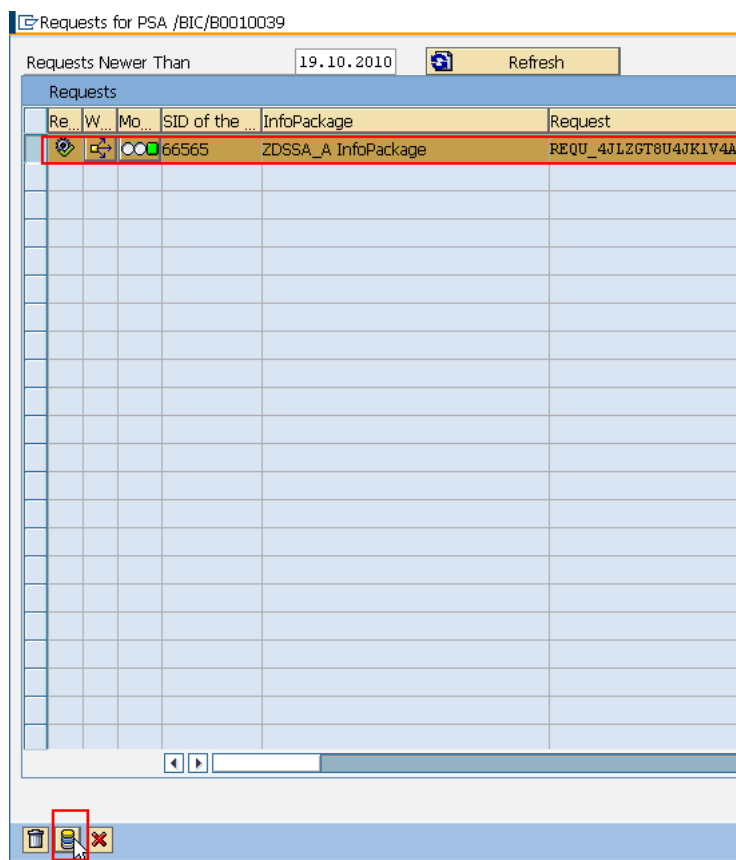 Requests for PSA /BIC/B0010039
Requests Newer Than 19.10.2010 Refresh
Requests
Re... W... Mo... SID of the ... InfoPackage Request
66565 ZDSSA_A InfoPackage REQU_4JLZGT8U4JK1V4A